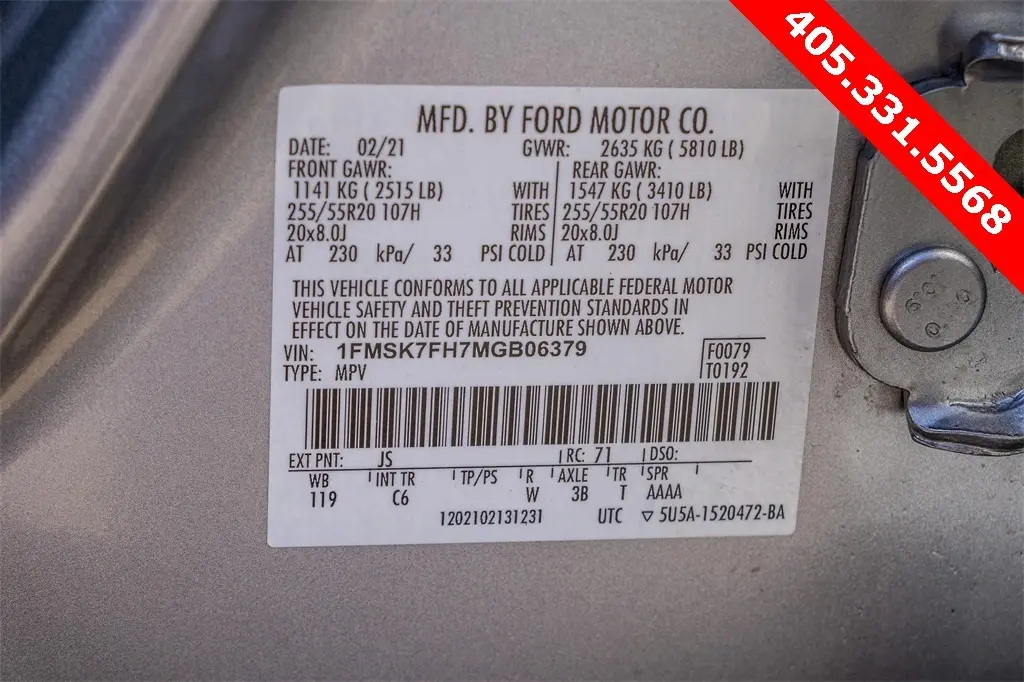 405.331.5568
MFD. BY FORD MOTOR CO.
DATE: 02/21 GVWR: 2635 KG ( 5810 LB)
FRONT GAWR: REAR GAWR:
1141 KG ( 2515 LB) WITH 1547 KG ( 3410 LB) WITH
255/55R20 107H TIRES 255/55R20 107H TIRES
20x8.0J RIMS 20x8.0J RIMS
AT 230 kPa/ 33 PSI COLD AT 230 kPa/ 33 PSI COLD
THIS VEHICLE CONFORMS TO ALL APPLICABLE FEDERAL MOTOR
VEHICLE SAFETY AND THEFT PREVENTION STANDARDS IN
EFFECT ON THE DATE OF MANUFACTURE SHOWN ABOVE.
VIN: 1FMSK7FH7MGB06379 F0079
TYPE: MPV T0192
EXT PNT: JS RC: 71 DSO:
WB INT TR TP/PS R AXLE TR SPR
119 C6 W 3B T AAAA
1202102131231 UTC ▽ 5U5A-1520472-BA